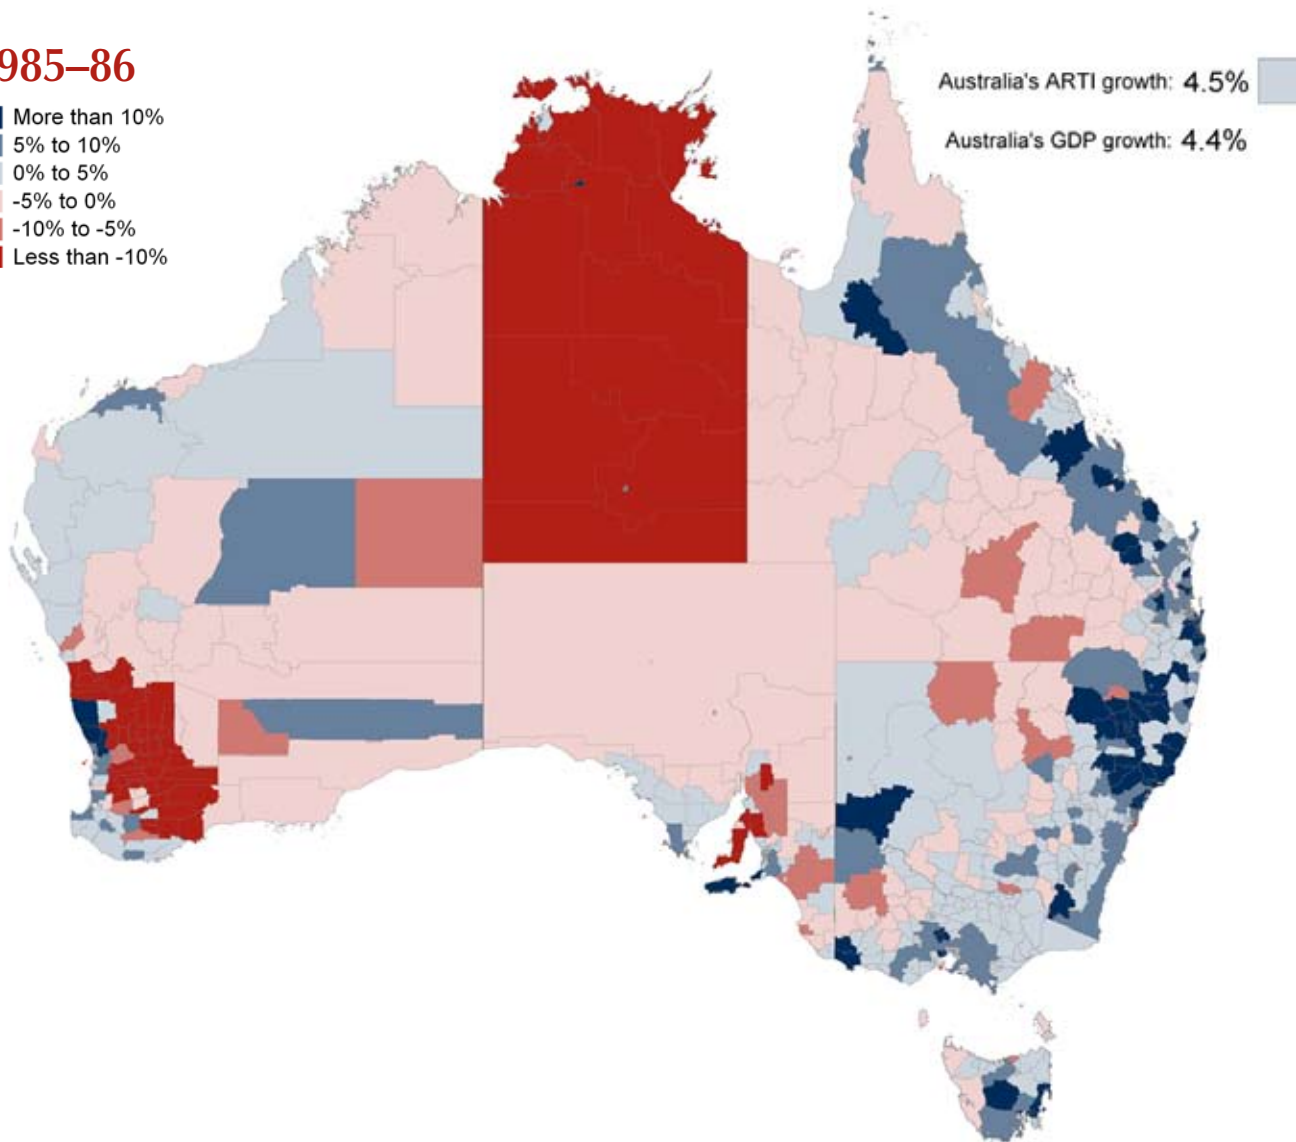 985–86
More than 10%
5% to 10%
0% to 5%
-5% to 0%
-10% to -5%
Less than -10%
Australia's ARTI growth: 4.5%
Australia's GDP growth: 4.4%